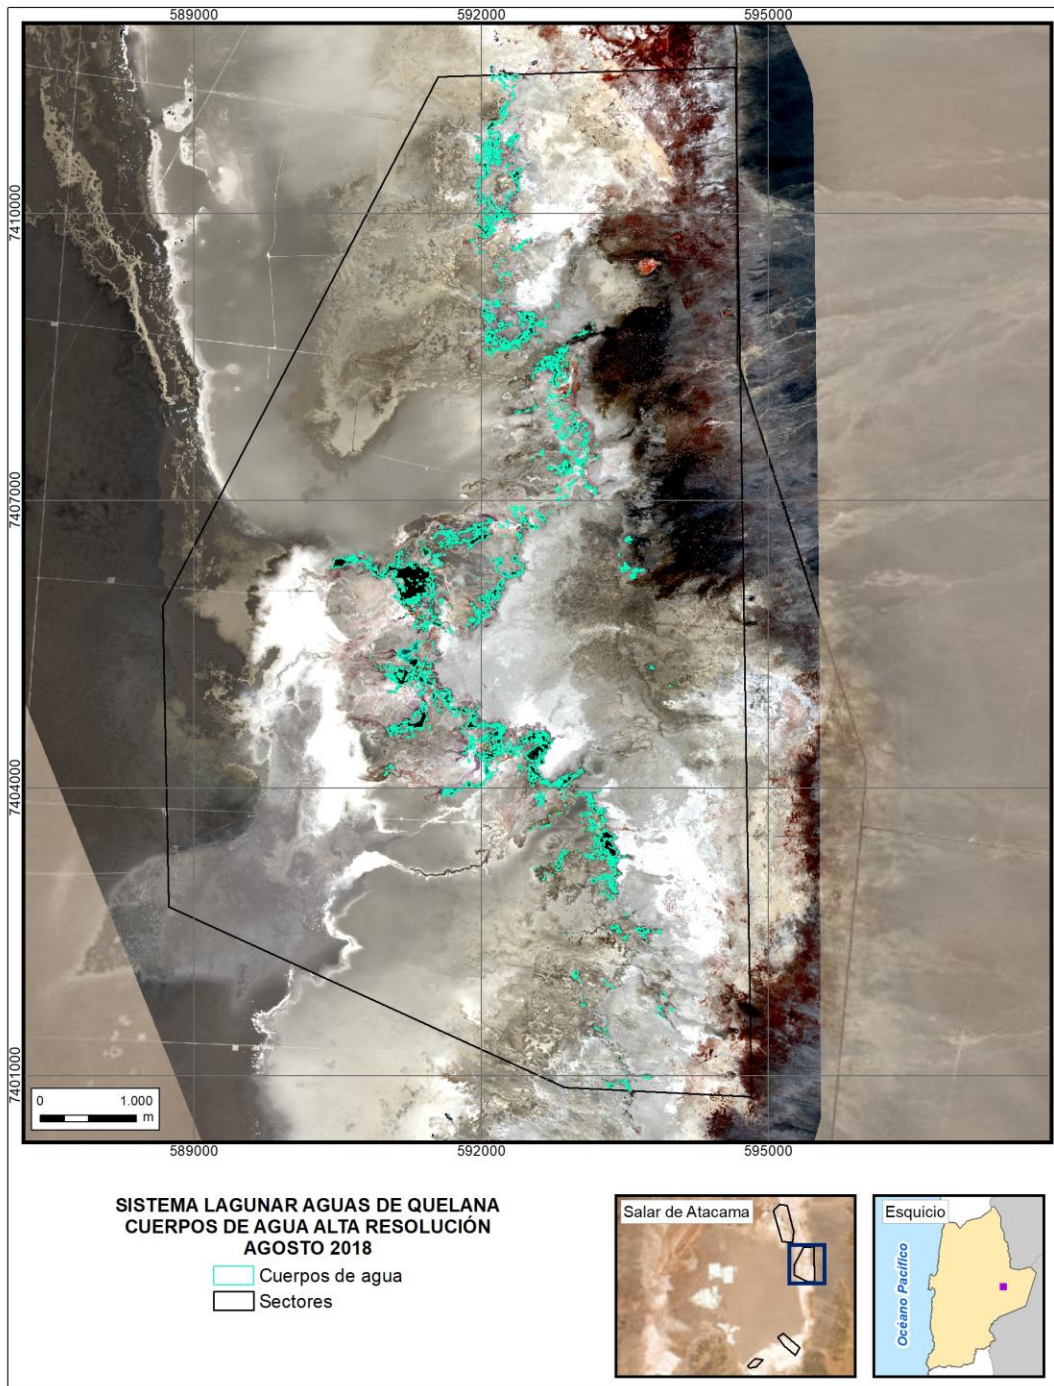 589000 592000 595000
7410000
7407000
7404000
7401000
0 1.000
m
589000 592000 595000
SISTEMA LAGUNAR AGUAS DE QUELANA
CUERPOS DE AGUA ALTA RESOLUCIÓN
AGOSTO 2018
Cuerpos de agua
Sectores
Salar de Atacama
Esquicio
Océano Pacífico